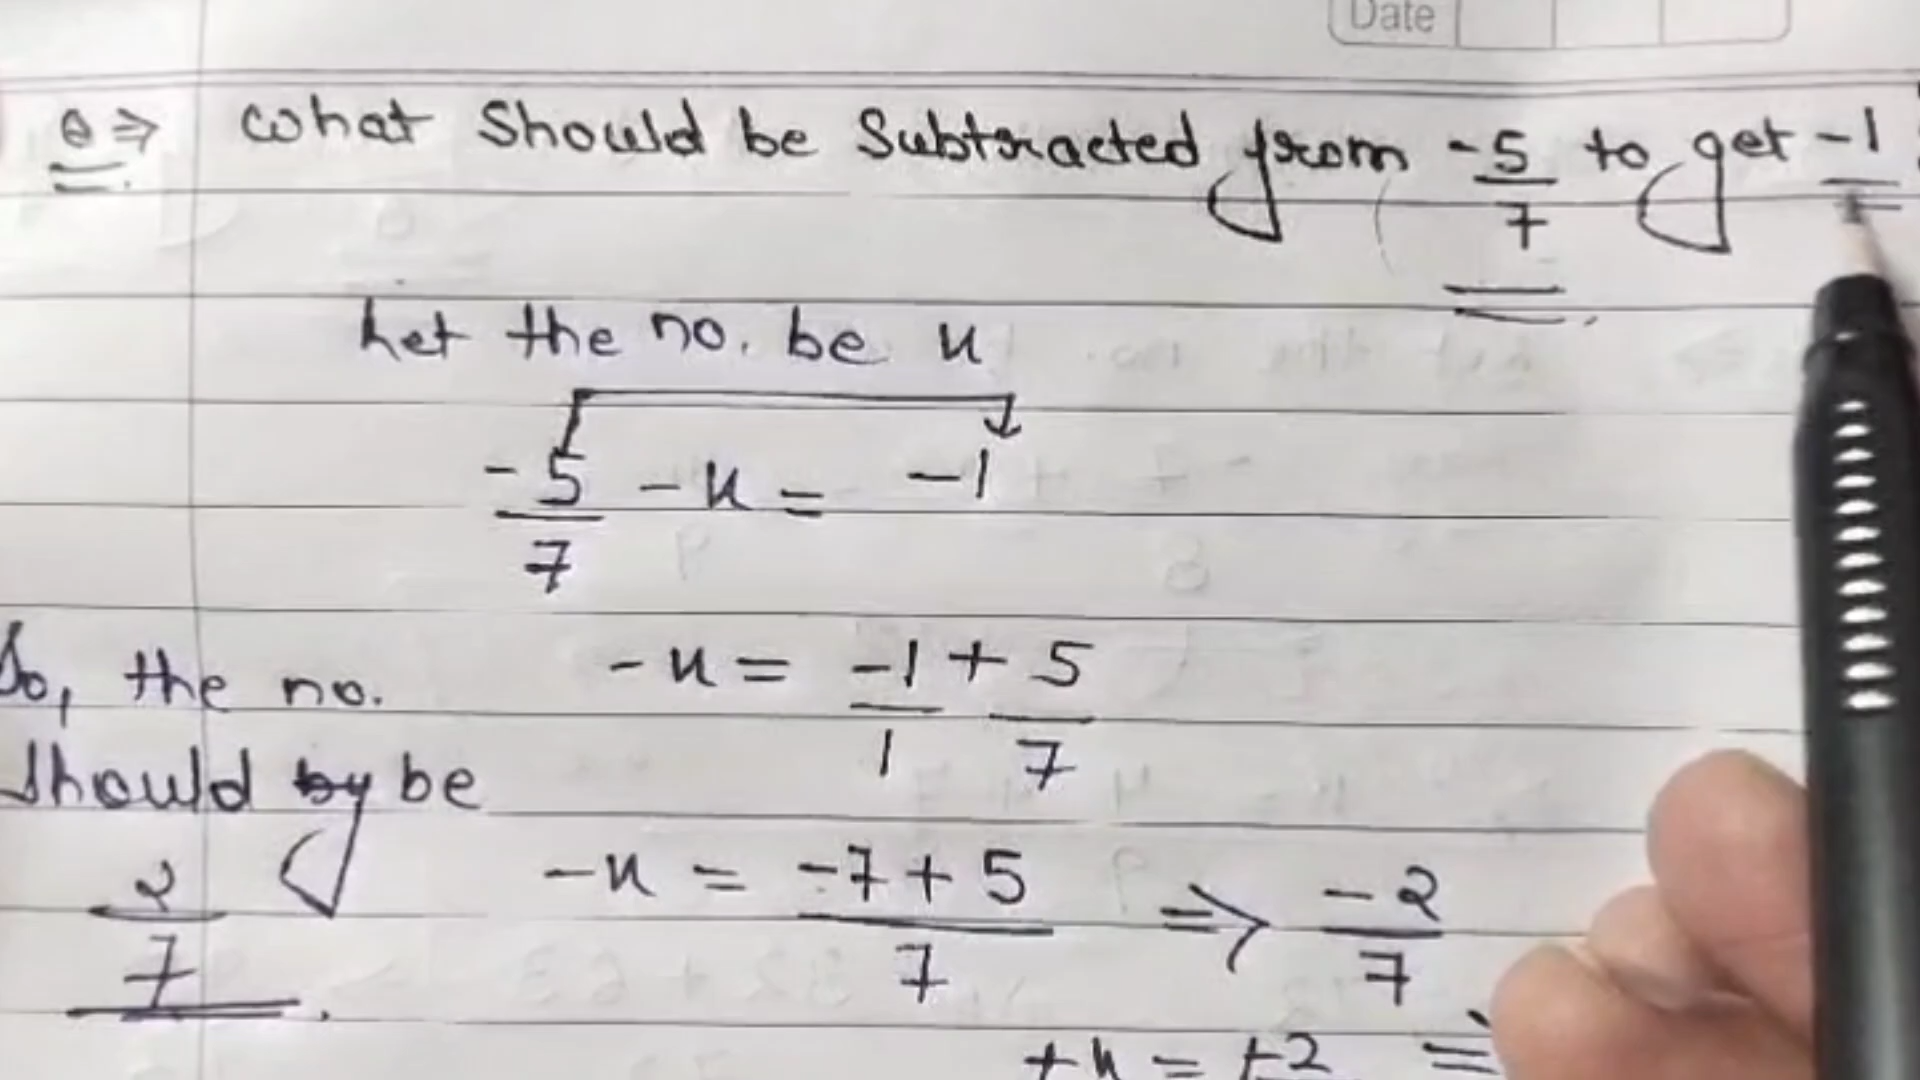 Date
Q⇒ What should be Subtracted from -5/7 to get -1
Let the no. be x
-5/7 - x = -1
So, the no. -x = -1/1 + 5/7
should by be
2/7 -x = -7+5/7 ⇒ -2/7
+x = +2 =